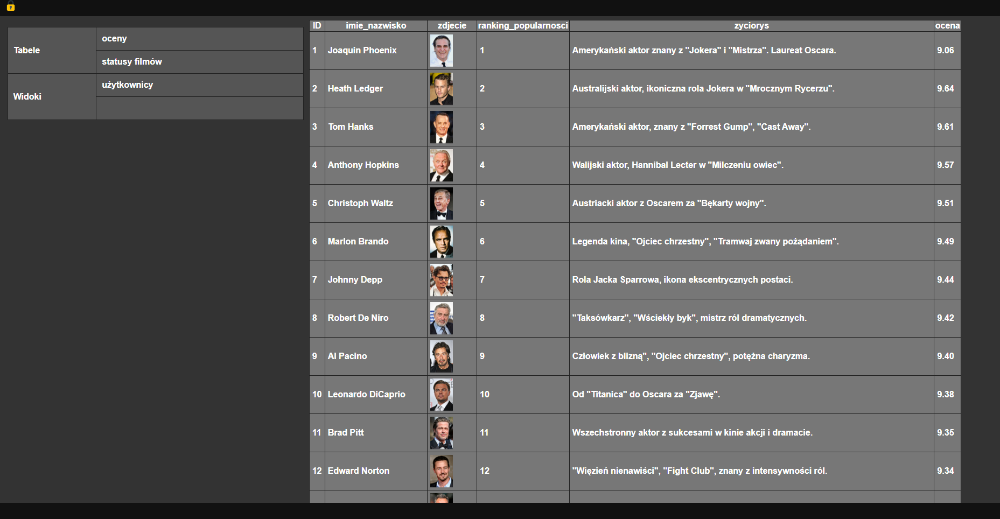 Tabele
oceny
statusy filmów
Widoki
użytkownicy
ID imie_nazwisko zdjecie ranking_popularnosci zyciorys ocena
1 Joaquin Phoenix 1 Amerykański aktor znany z "Jokera" i "Mistrza". Laureat Oscara. 9.06
2 Heath Ledger 2 Australijski aktor, ikoniczna rola Jokera w "Mrocznym Rycerzu". 9.64
3 Tom Hanks 3 Amerykański aktor, znany z "Forrest Gump", "Cast Away". 9.61
4 Anthony Hopkins 4 Walijski aktor, Hannibal Lecter w "Milczeniu owiec". 9.57
5 Christoph Waltz 5 Austriacki aktor z Oscarem za "Bękarty wojny". 9.51
6 Marlon Brando 6 Legenda kina, "Ojciec chrzestny", "Tramwaj zwany pożądaniem". 9.49
7 Johnny Depp 7 Rola Jacka Sparrowa, ikona ekscentrycznych postaci. 9.44
8 Robert De Niro 8 "Taksówkarz", "Wściekły byk", mistrz ról dramatycznych. 9.42
9 Al Pacino 9 Człowiek z blizną", "Ojciec chrzestny", potężna charyzma. 9.40
10 Leonardo DiCaprio 10 Od "Titanica" do Oscara za "Zjawę". 9.38
11 Brad Pitt 11 Wszechstronny aktor z sukcesami w kinie akcji i dramacie. 9.35
12 Edward Norton 12 "Więzień nienawiści", "Fight Club", znany z intensywności ról. 9.34